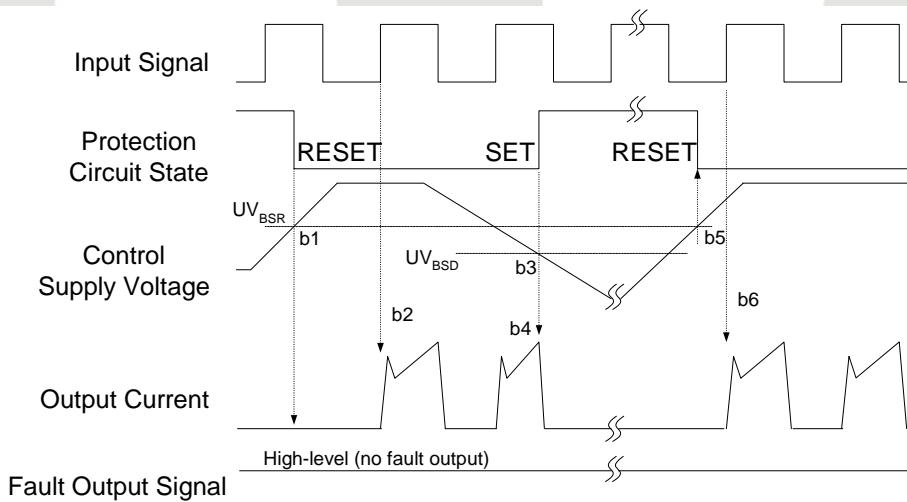 Input Signal
Protection
Circuit State
RESET
SET
RESET
UVBSR
b1
b5
Control
Supply Voltage
UVBSD
b3
b6
b2
b4
Output Current
High-level (no fault output)
Fault Output Signal